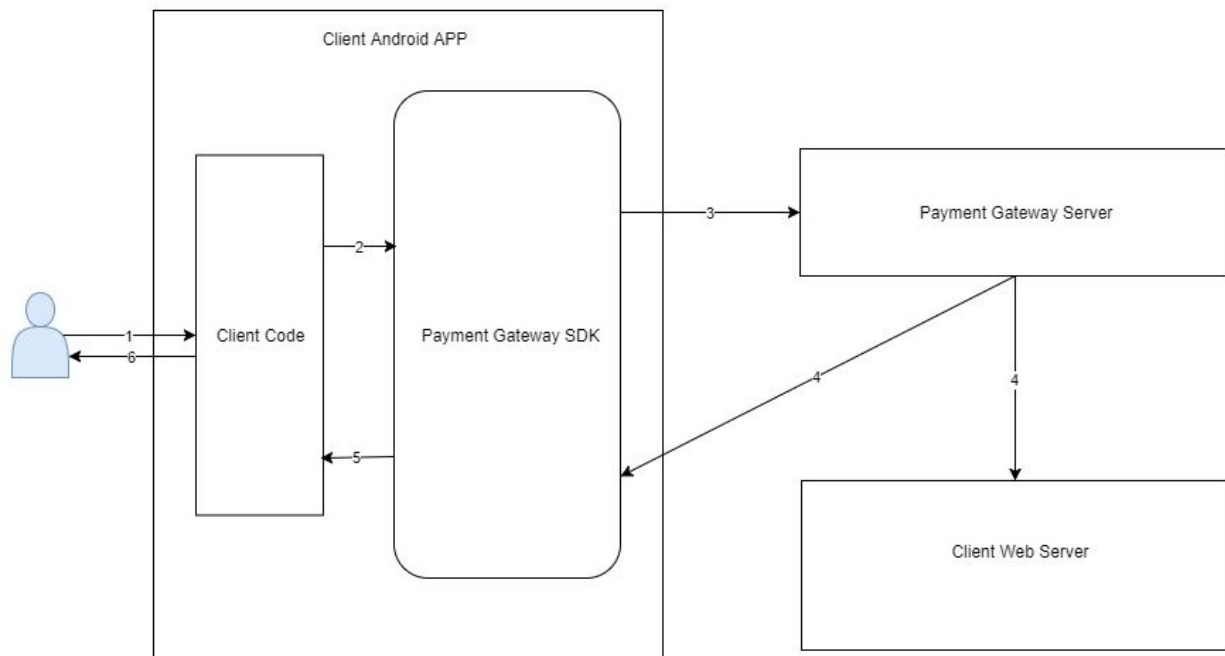 Client Android APP
Payment Gateway Server
3
2
1
Client Code
Payment Gateway SDK
6
4
4
5
Client Web Server